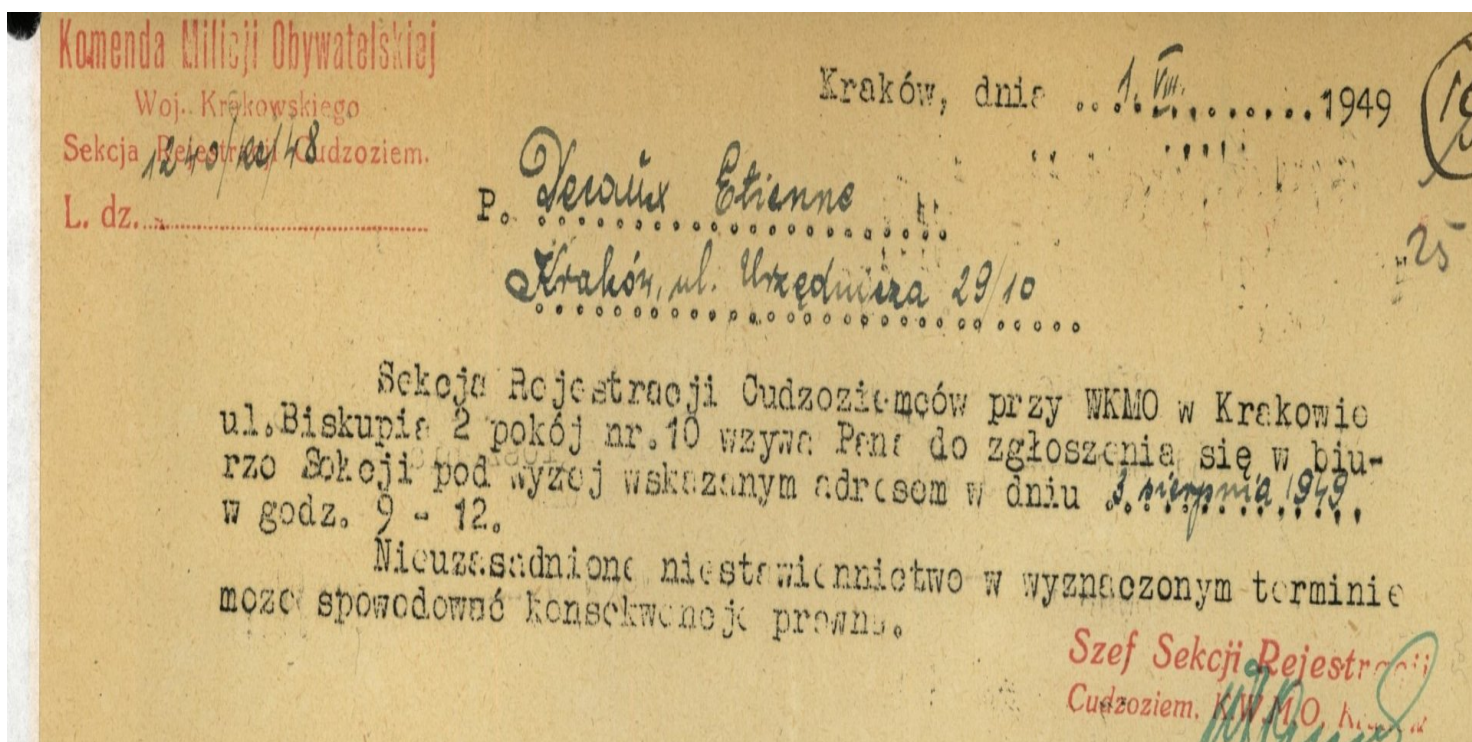 Komenda Milicji Obywatelskiej
Woj. Krakowskiego
Sekcja Rejestracji Cudzoziem.
L. dz.
Kraków, dnia 1. VIII. 1949
P. Decaux Etienne
Kraków, ul. Urzędnicza 29/10
25
Sekcja Rejestracji Cudzoziemców przy WKMO w Krakowie
ul.Biskupia 2 pokój nr.10 wzywa Pana do zgłoszenia się w biu-
rze Sekcji pod wyżej wskazanym adresem w dniu 3 sierpnia 1949
w godz. 9 - 12.
Nieuzasadnione niestawiennictwo w wyznaczonym terminie
może spowodować konsekwencje prawne.
Szef Sekcji Rejestracji
Cudzoziem. K.W.M.O.